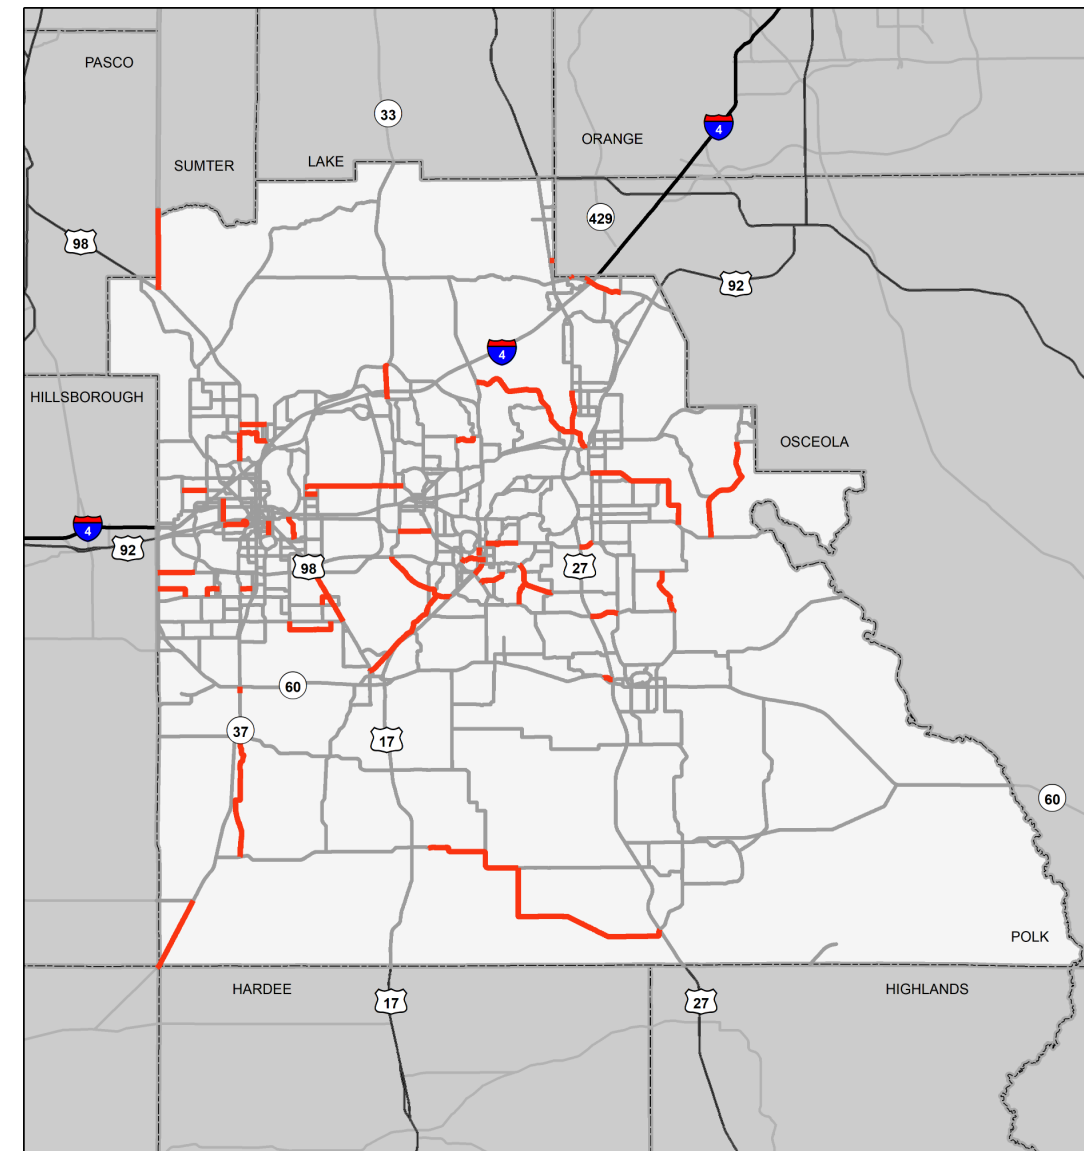 PASCO
33
4
ORANGE
SUMTER
LAKE
429
98
92
4
HILLSBOROUGH
OSCEOLA
4
92
98
27
60
37
17
60
POLK
HARDEE
HIGHLANDS
17
27